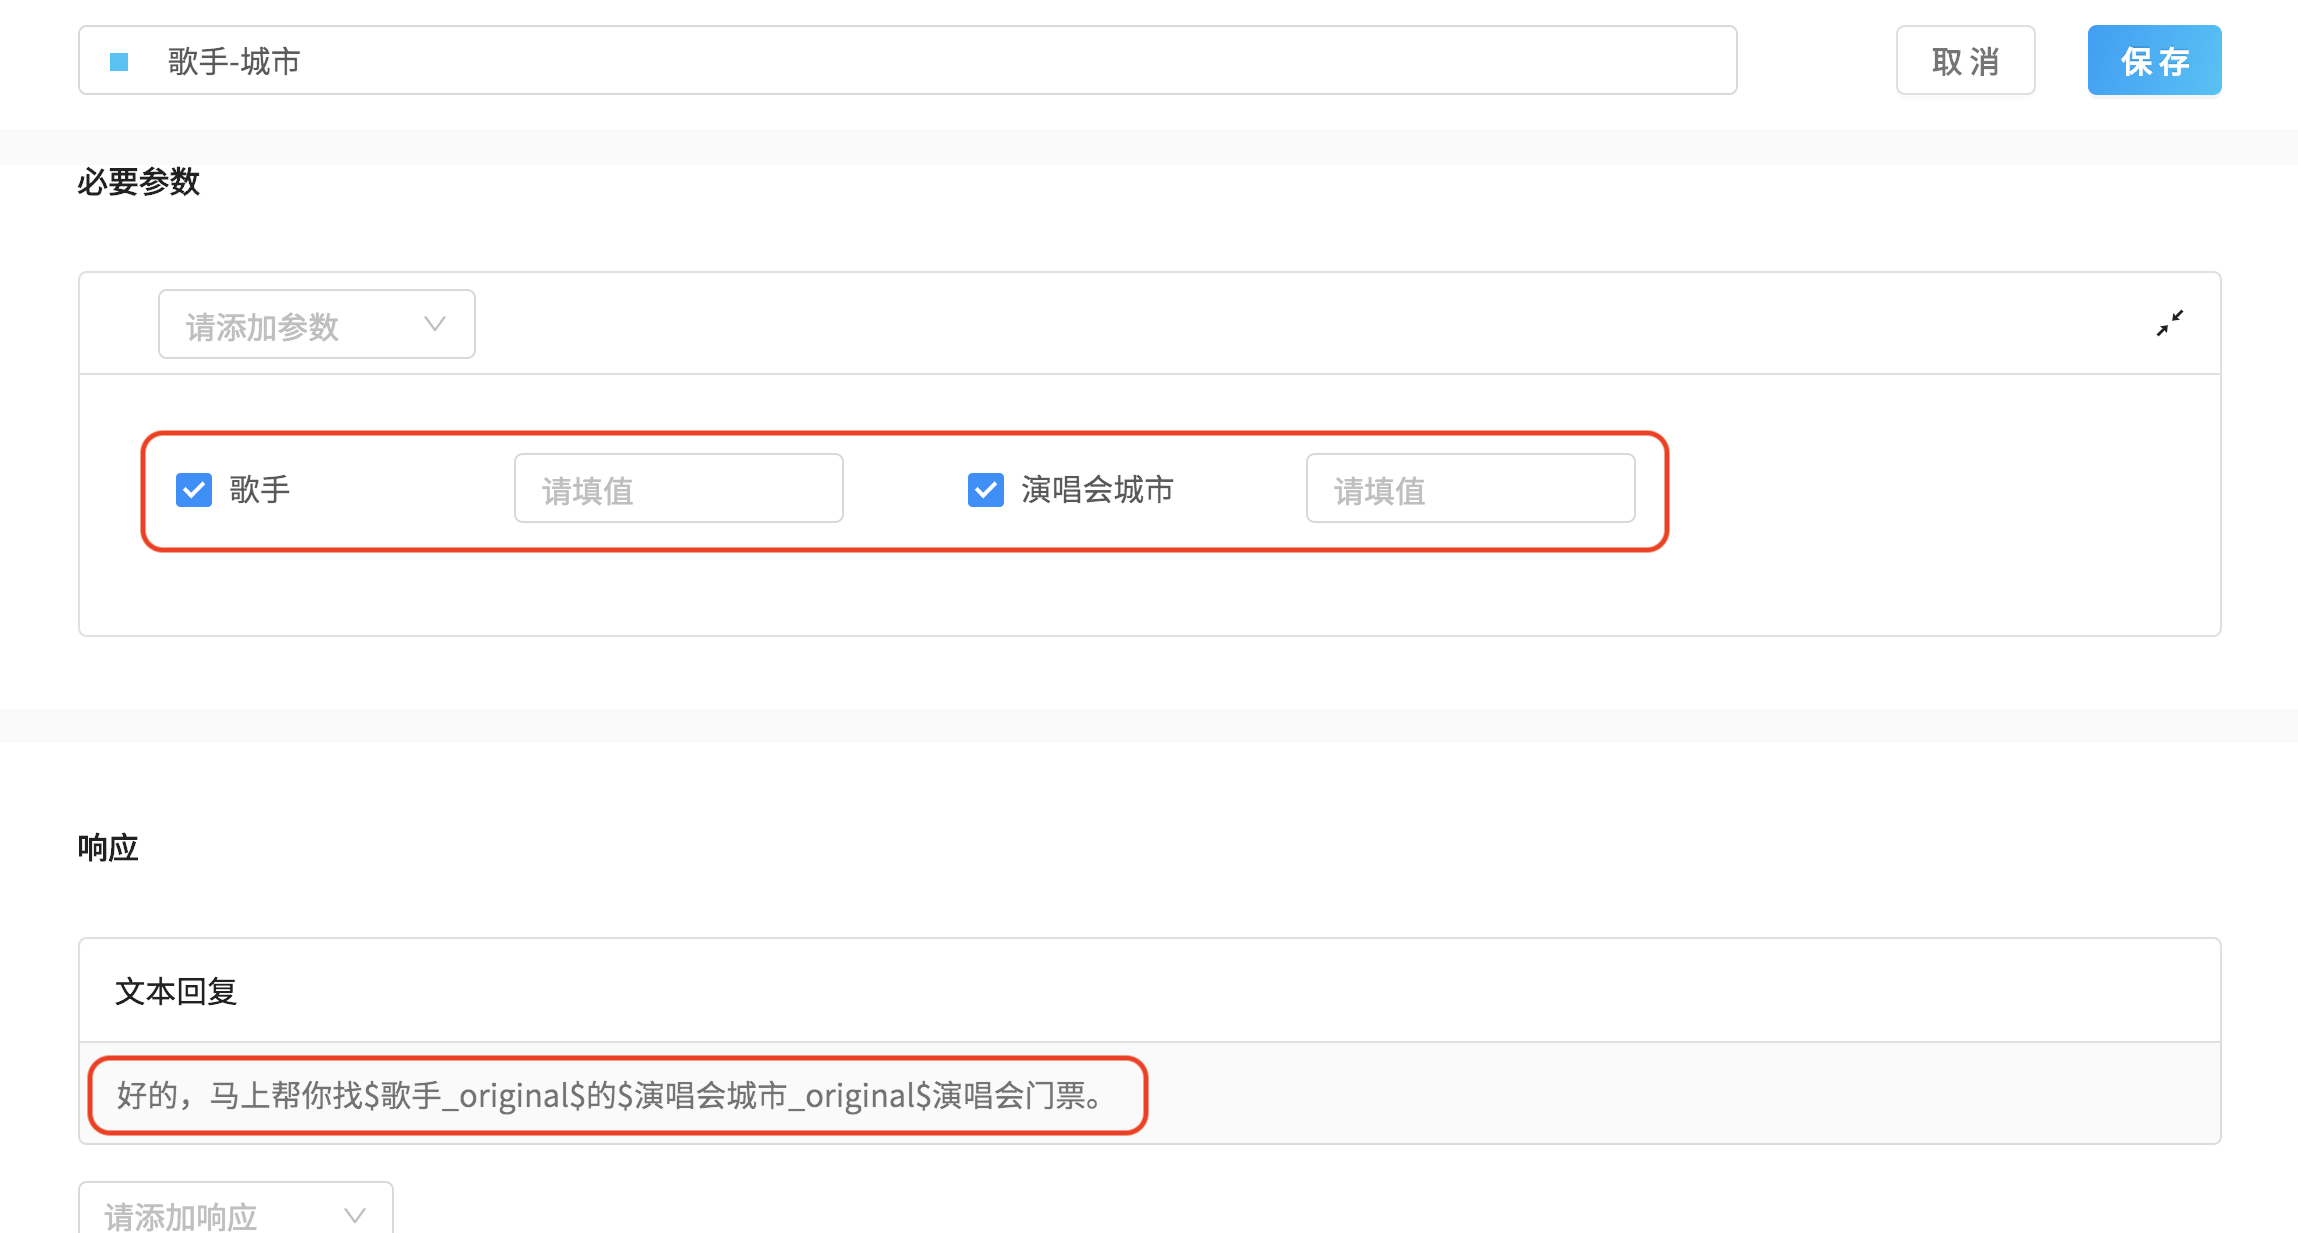 歌手-城市
取 消
保 存
必要参数
请添加参数
歌手
请填值
演唱会城市
请填值
响应
文本回复
好的，马上帮你找$歌手_original$的$演唱会城市_original$演唱会门票。
请添加响应